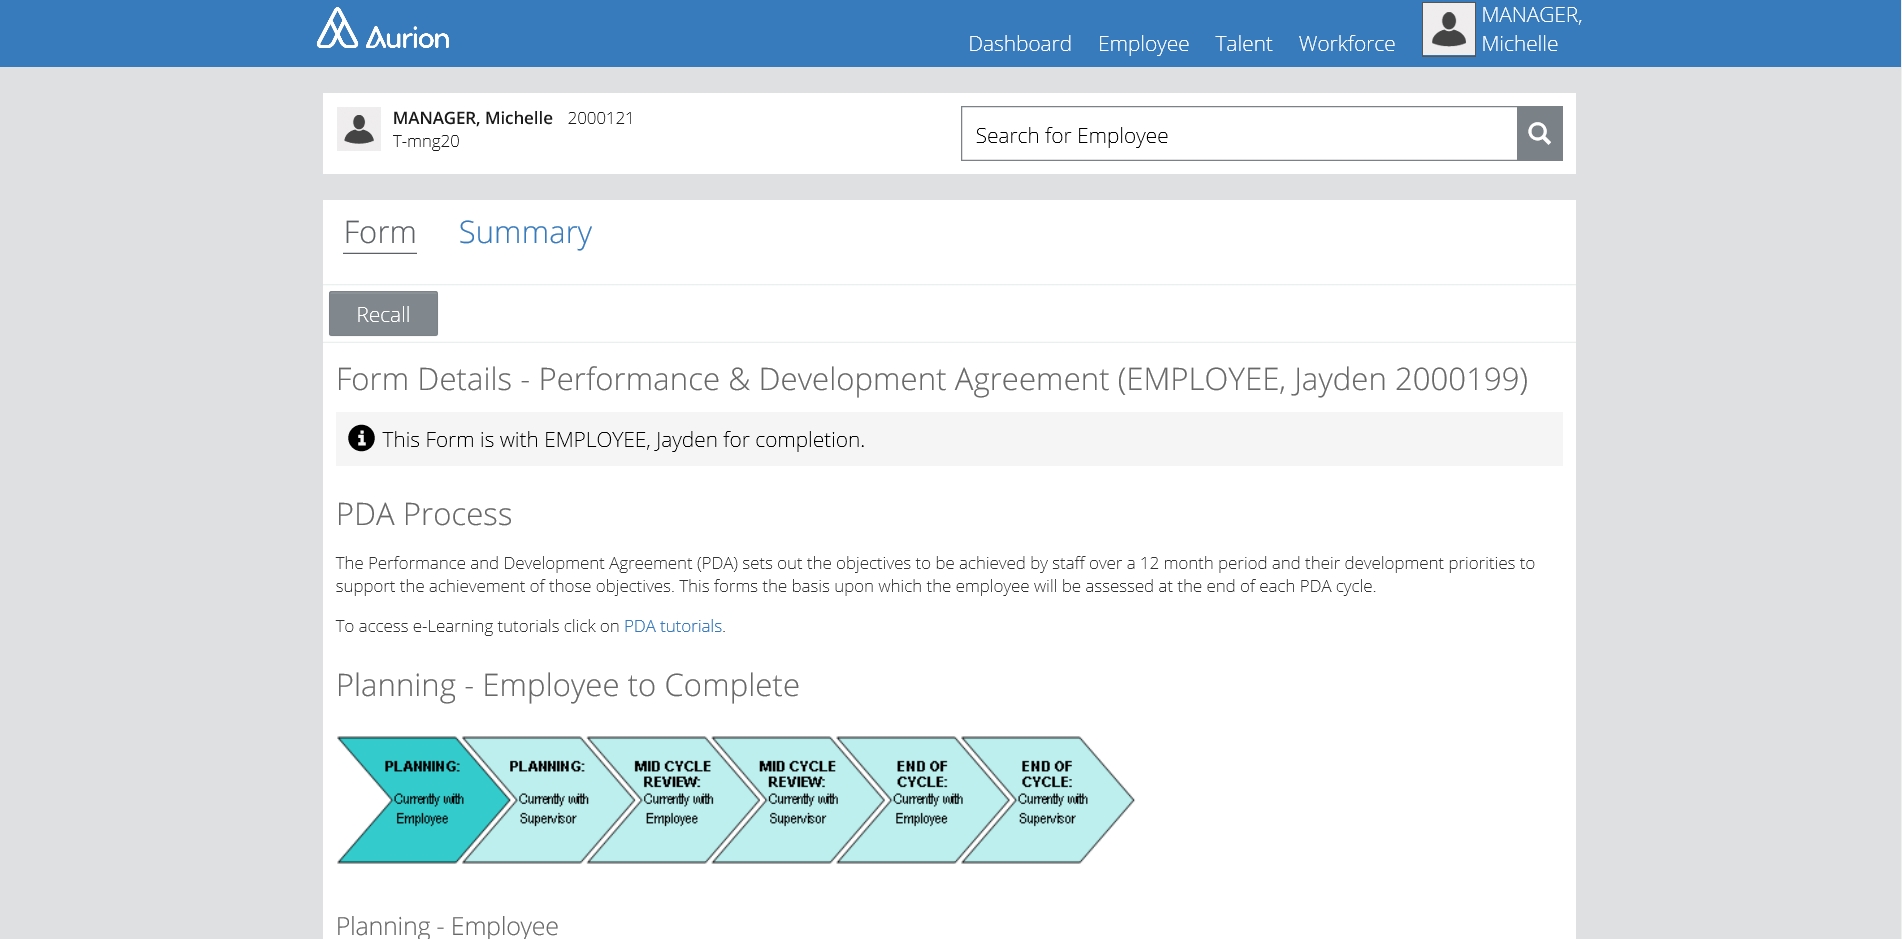 Aurion
Dashboard Employee Talent Workforce
MANAGER,
Michelle
MANAGER, Michelle 2000121
T-mng20
Search for Employee
Form Summary
Recall
Form Details - Performance & Development Agreement (EMPLOYEE, Jayden 2000199)
This Form is with EMPLOYEE, Jayden for completion.
PDA Process
The Performance and Development Agreement (PDA) sets out the objectives to be achieved by staff over a 12 month period and their development priorities to
support the achievement of those objectives. This forms the basis upon which the employee will be assessed at the end of each PDA cycle.
To access e-Learning tutorials click on PDA tutorials.
Planning - Employee to Complete
PLANNING:
Currently with
Employee
PLANNING:
Currently with
Supervisor
MID CYCLE
REVIEW:
Currently with
Employee
MID CYCLE
REVIEW:
Currently with
Supervisor
END OF
CYCLE:
Currently with
Employee
END OF
CYCLE:
Currently with
Supervisor
Planning - Employee